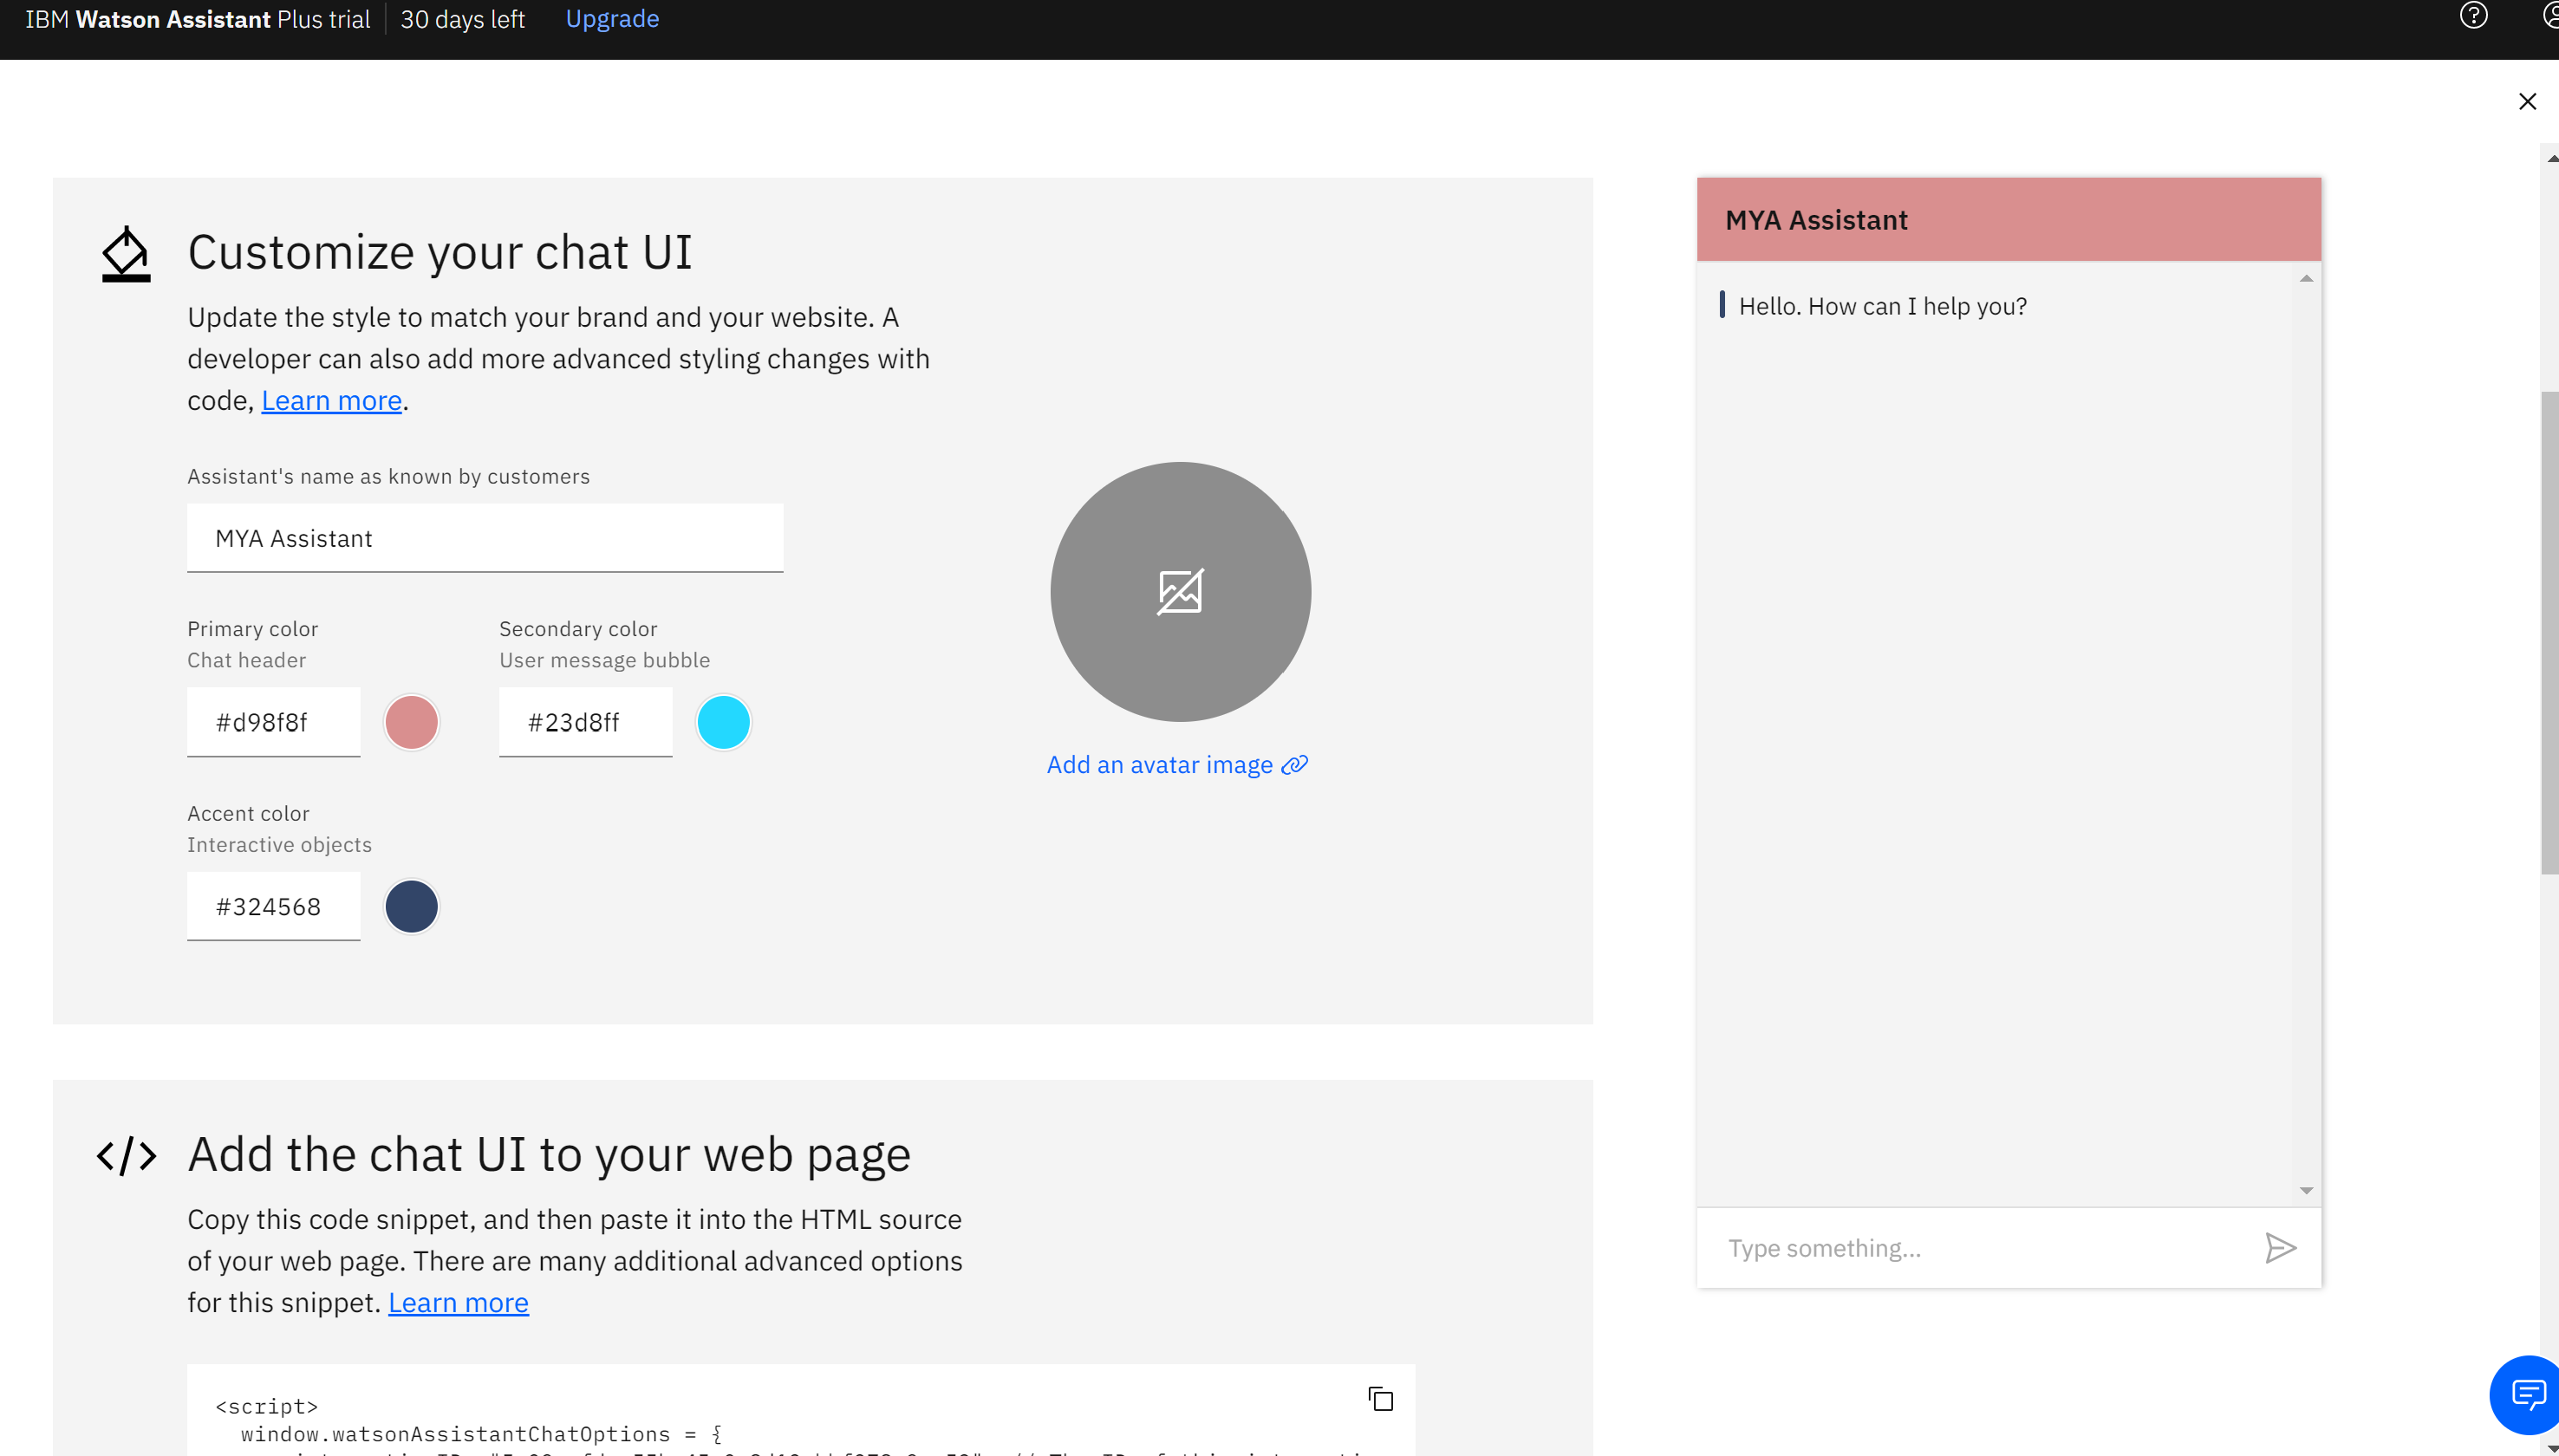 IBM Watson Assistant Plus trial 30 days left Upgrade
Customize your chat UI
Update the style to match your brand and your website. A
developer can also add more advanced styling changes with
code, Learn more.
Assistant's name as known by customers
MYA Assistant
Primary color
Chat header
#d98f8f
Secondary color
User message bubble
#23d8ff
Accent color
Interactive objects
#324568
Add an avatar image
Add the chat UI to your web page
Copy this code snippet, and then paste it into the HTML source
of your web page. There are many additional advanced options
for this snippet. Learn more
<script>
window.watsonAssistantChatOptions = {
MYA Assistant
Hello. How can I help you?
Type something...